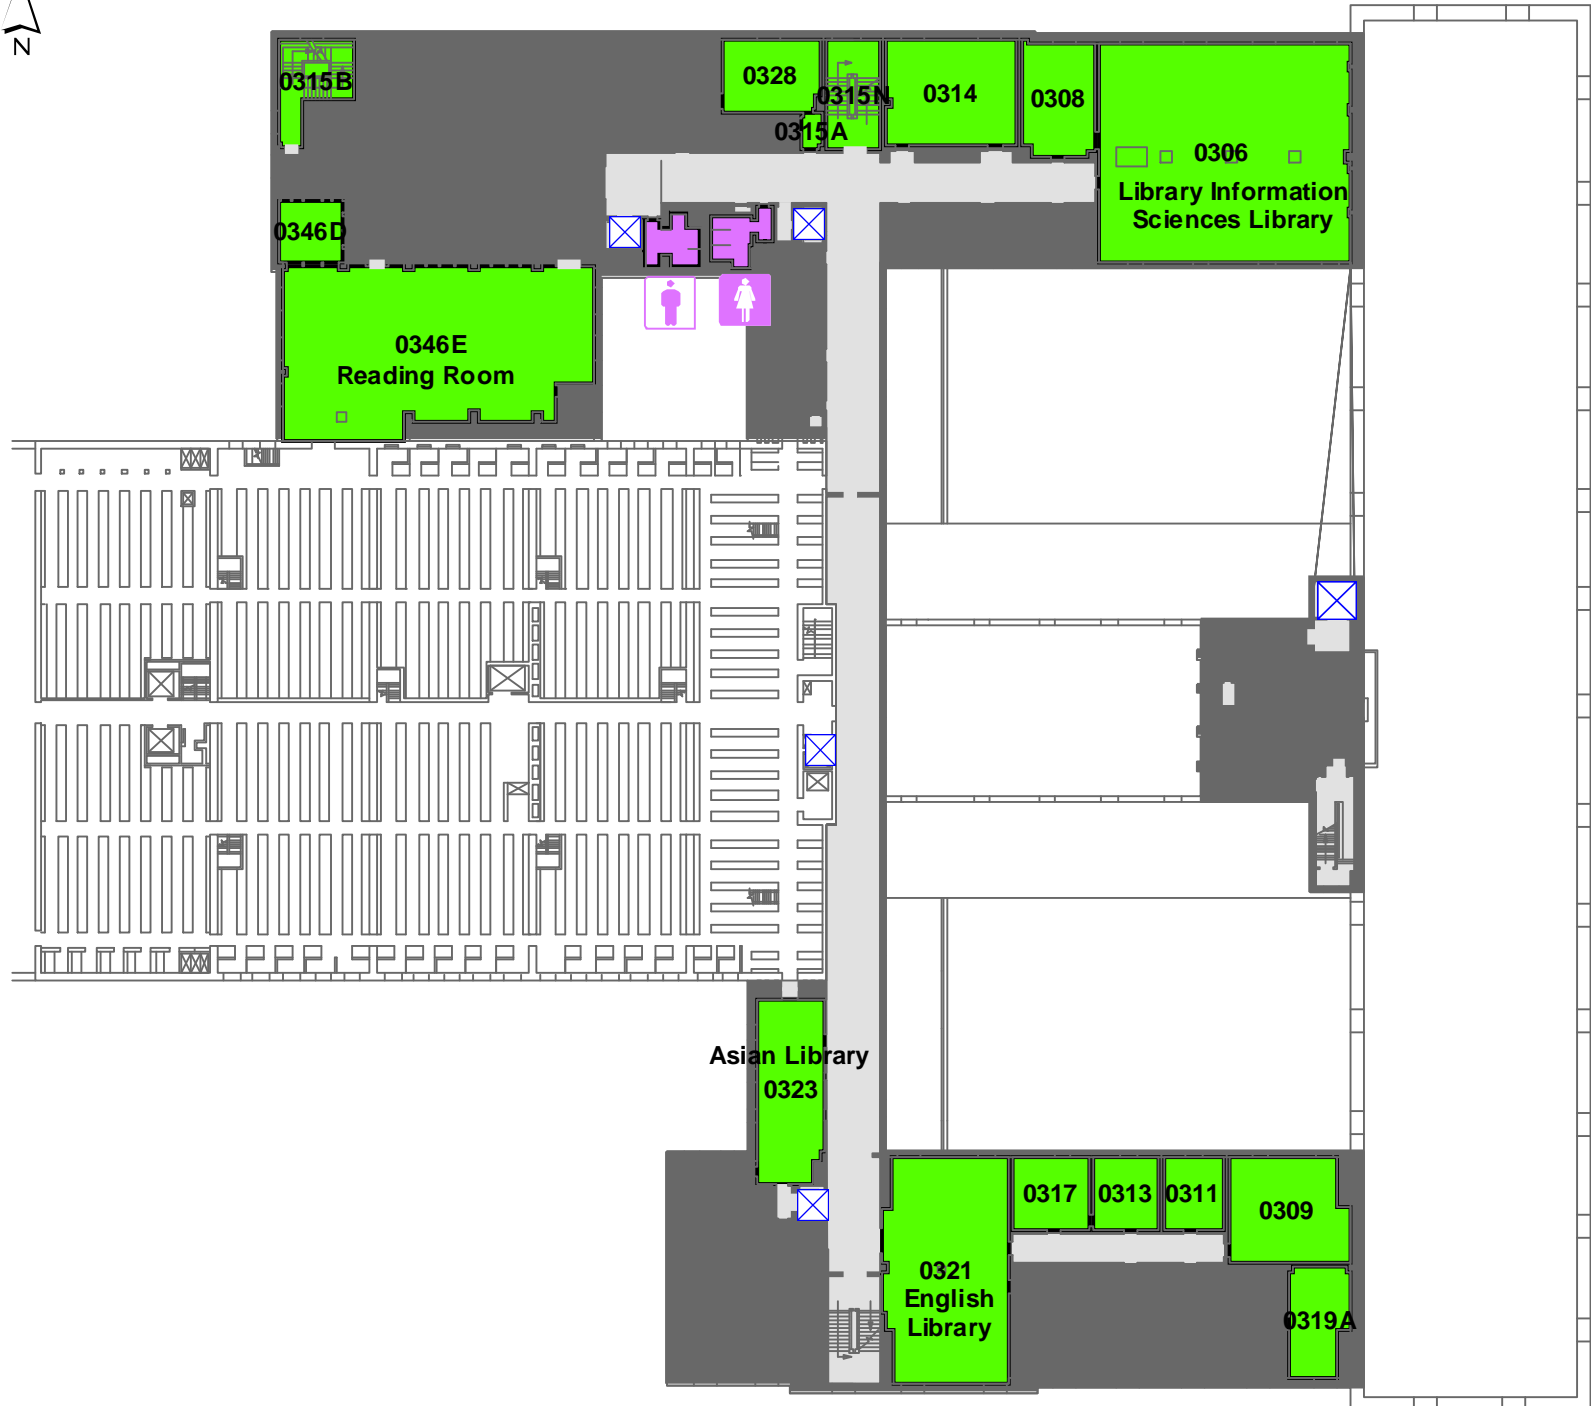 N
0315B
0328
0315N
0314
0308
0315A
0306
Library Information
Sciences Library
0346D
0346E
Reading Room
Asian Library
0323
0317
0313
0311
0309
0321
English
Library
0319A